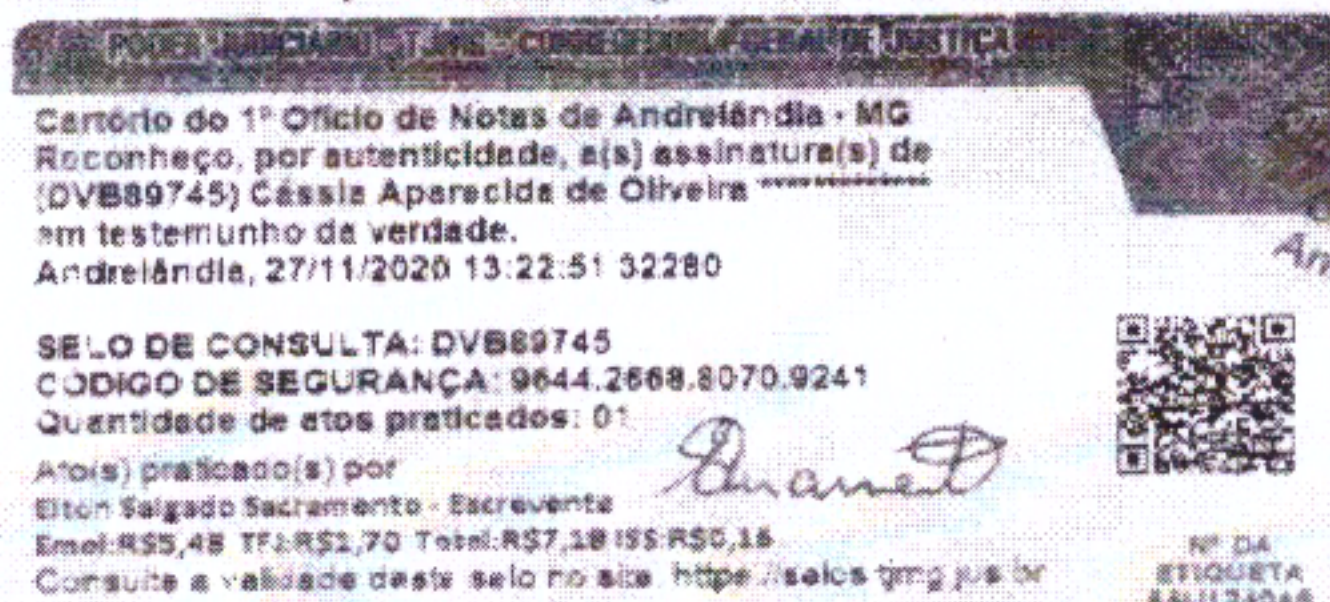 PODER JUDICIÁRIO - TJMG - CORREGEDORIA GERAL DE JUSTIÇA
Cartório do 1º Ofício de Notas de Andrelândia - MG
Reconheço, por autenticidade, a(s) assinatura(s) de
(DVB89745) Cássia Aparecida de Oliveira *******************
em testemunho da verdade.
Andrelândia, 27/11/2020 13:22:51 32280
SELO DE CONSULTA: DVB89745
CÓDIGO DE SEGURANÇA: 9644.2668.8070.9241
Quantidade de atos praticados: 01
Ato(s) praticado(s) por
Elton Salgado Sacramento - Escrevente
Emol:R$5,48 TFJ:R$1,70 Total:R$7,18 ISS:R$0,16
Consulte a validade deste selo no site https://selos.tjmg.jus.br
Nº DA
ETIQUETA